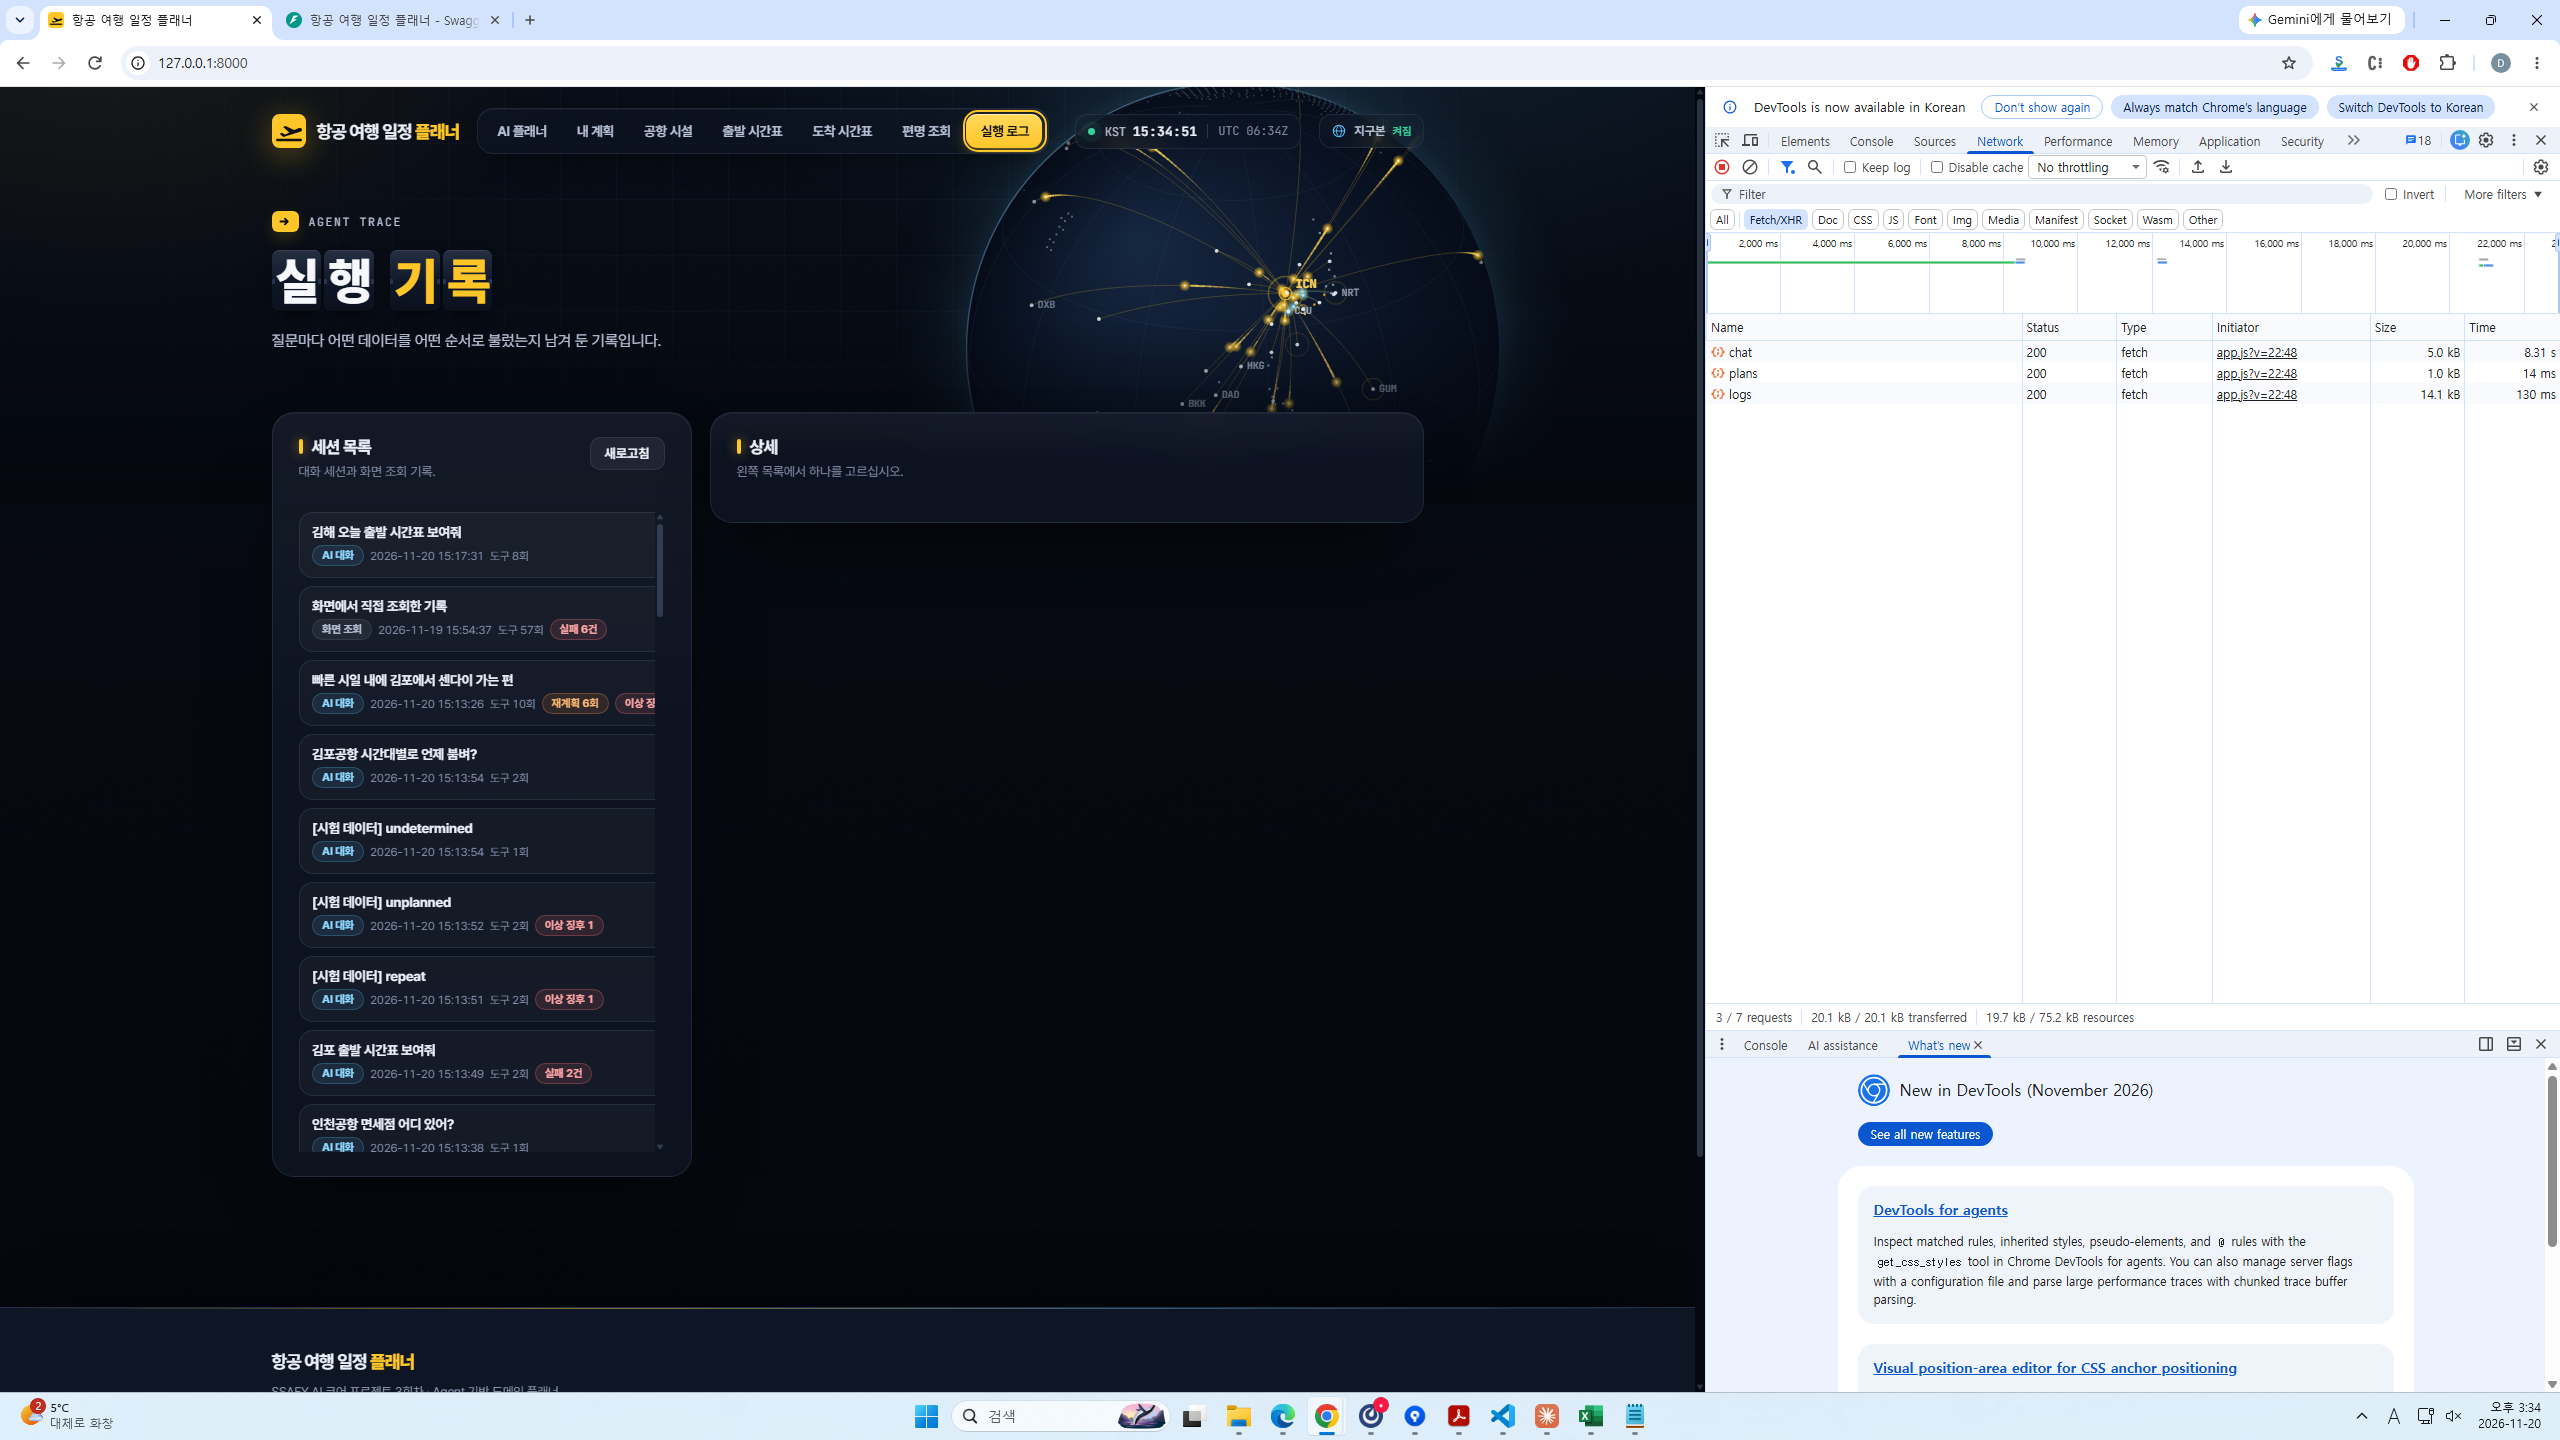 항공 여행 일정 플래너
항공 여행 일정 플래너 - Swagg
Gemini에게 물어보기
127.0.0.1:8000
항공 여행 일정 플래너
AI 플래너
내 계획
공항 시설
출발 시간표
도착 시간표
편명 조회
실행 로그
KST 15:34:51
UTC 06:34Z
지구본 켜짐
AGENT TRACE
실행 기록
질문마다 어떤 데이터를 어떤 순서로 불렀는지 남겨 둔 기록입니다.
ICN
NRT
CJU
DXB
HKG
DAD
BKK
GUM
세션 목록
대화 세션과 화면 조회 기록.
새로고침
김해 오늘 출발 시간표 보여줘
AI 대화 2026-11-20 15:17:31 도구 8회
화면에서 직접 조회한 기록
화면 조회 2026-11-19 15:54:37 도구 57회 실패 6건
빠른 시일 내에 김포에서 센다이 가는 편
AI 대화 2026-11-20 15:13:26 도구 10회 재계획 6회 이상 징
김포공항 시간대별로 언제 붐벼?
AI 대화 2026-11-20 15:13:54 도구 2회
[시험 데이터] undetermined
AI 대화 2026-11-20 15:13:54 도구 1회
[시험 데이터] unplanned
AI 대화 2026-11-20 15:13:52 도구 2회 이상 징후 1
[시험 데이터] repeat
AI 대화 2026-11-20 15:13:51 도구 2회 이상 징후 1
김포 출발 시간표 보여줘
AI 대화 2026-11-20 15:13:49 도구 2회 실패 2건
인천공항 면세점 어디 있어?
AI 대화 2026-11-20 15:13:38 도구 1회
상세
왼쪽 목록에서 하나를 고르십시오.
항공 여행 일정 플래너
SSAFY AI 코어 프로젝트 3회차 · Agent 기반 도메인 플래너
DevTools is now available in Korean
Don't show again
Always match Chrome's language
Switch DevTools to Korean
Elements
Console
Sources
Network
Performance
Memory
Application
Security
18
Keep log
Disable cache
No throttling
Filter
Invert
More filters
All
Fetch/XHR
Doc
CSS
JS
Font
Img
Media
Manifest
Socket
Wasm
Other
2,000 ms
4,000 ms
6,000 ms
8,000 ms
10,000 ms
12,000 ms
14,000 ms
16,000 ms
18,000 ms
20,000 ms
22,000 ms
Name Status Type Initiator Size Time
chat 200 fetch app.js?v=22:48 5.0 kB 8.31 s
plans 200 fetch app.js?v=22:48 1.0 kB 14 ms
logs 200 fetch app.js?v=22:48 14.1 kB 130 ms
3 / 7 requests
20.1 kB / 20.1 kB transferred
19.7 kB / 75.2 kB resources
Console
AI assistance
What's new
New in DevTools (November 2026)
See all new features
DevTools for agents
Inspect matched rules, inherited styles, pseudo-elements, and @ rules with the
get_css_styles tool in Chrome DevTools for agents. You can also manage server flags
with a configuration file and parse large performance traces with chunked trace buffer
parsing.
Visual position-area editor for CSS anchor positioning
2
5°C
대체로 화창
검색
A
오후 3:34
2026-11-20